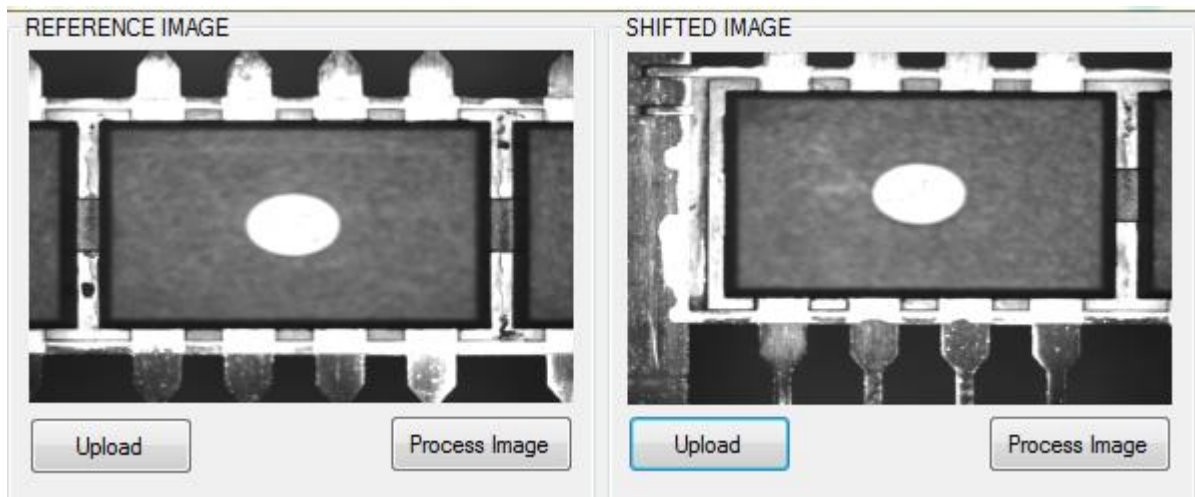 REFERENCE IMAGE
SHIFTED IMAGE
Upload
Process Image
Upload
Process Image